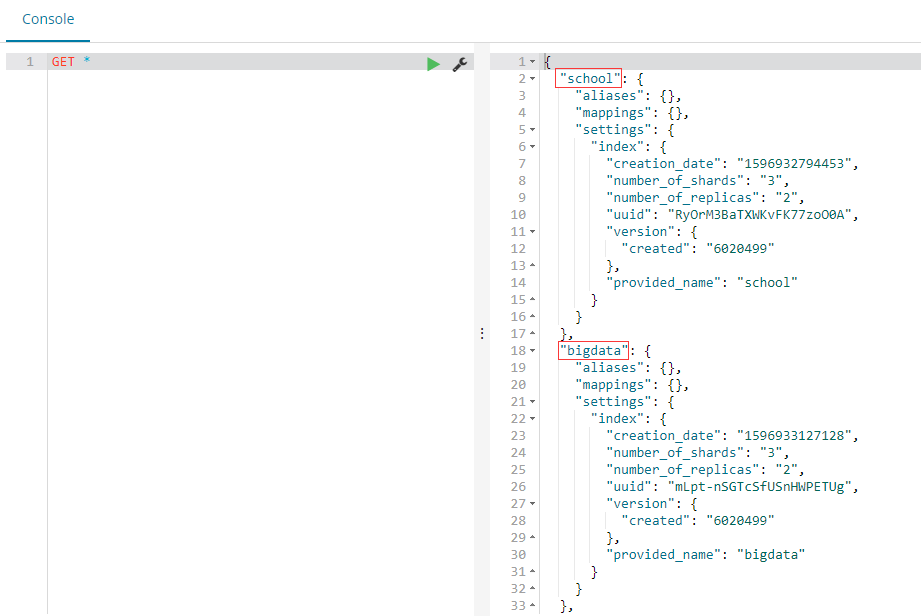 Console
1 GET *
1 {
2 "school": {
3 "aliases": {},
4 "mappings": {},
5 "settings": {
6 "index": {
7 "creation_date": "1596932794453",
8 "number_of_shards": "3",
9 "number_of_replicas": "2",
10 "uuid": "RyOrM3BaTXWKvFK77zoO0A",
11 "version": {
12 "created": "6020499"
13 },
14 "provided_name": "school"
15 }
16 }
17 },
18 "bigdata": {
19 "aliases": {},
20 "mappings": {},
21 "settings": {
22 "index": {
23 "creation_date": "1596933127128",
24 "number_of_shards": "3",
25 "number_of_replicas": "2",
26 "uuid": "mLpt-nSGTcSfUSnHWPETUg",
27 "version": {
28 "created": "6020499"
29 },
30 "provided_name": "bigdata"
31 }
32 }
33 },